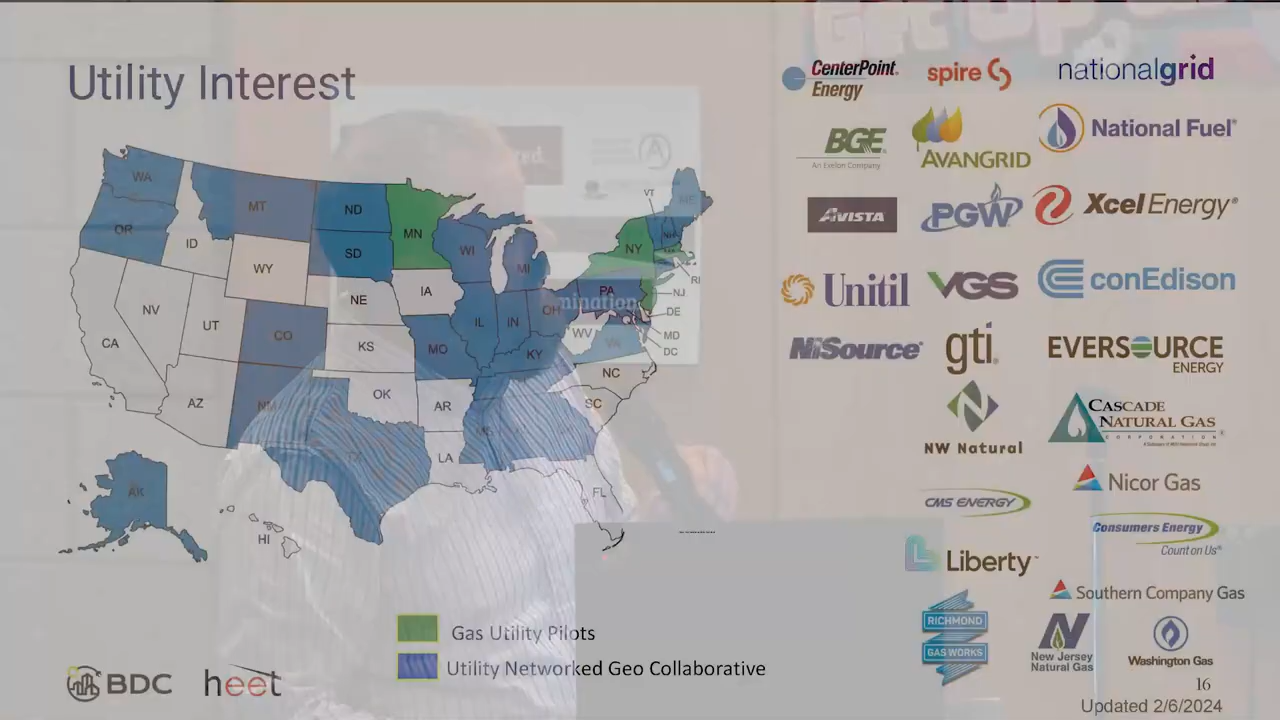 Utility Interest
CenterPoint.
Energy
spire
nationalgrid
BGE
An Exelon Company
AVANGRID
National Fuel
AVISTA
PGW
Xcel Energy
Unitil
VGS
conEdison
NiSource
gti
EVERSOURCE
ENERGY
NW Natural
CASCADE
NATURAL GAS
CORPORATION
CMS ENERGY
Nicor Gas
Consumers Energy
Count on Us
Liberty
Southern Company Gas
RICHMOND
GAS WORKS
New Jersey
Natural Gas
Washington Gas
WA
OR
ID
MT
ND
SD
MN
WI
MI
WY
NV
UT
CO
NE
IA
IL
IN
OH
PA
NY
VT
NH
ME
RI
NJ
DE
MD
DC
CA
AZ
NM
KS
OK
MO
AR
LA
MS
KY
WV
VA
NC
SC
FL
TX
AK
HI
mination
Gas Utility Pilots
Utility Networked Geo Collaborative
BDC
heet
16
Updated 2/6/2024